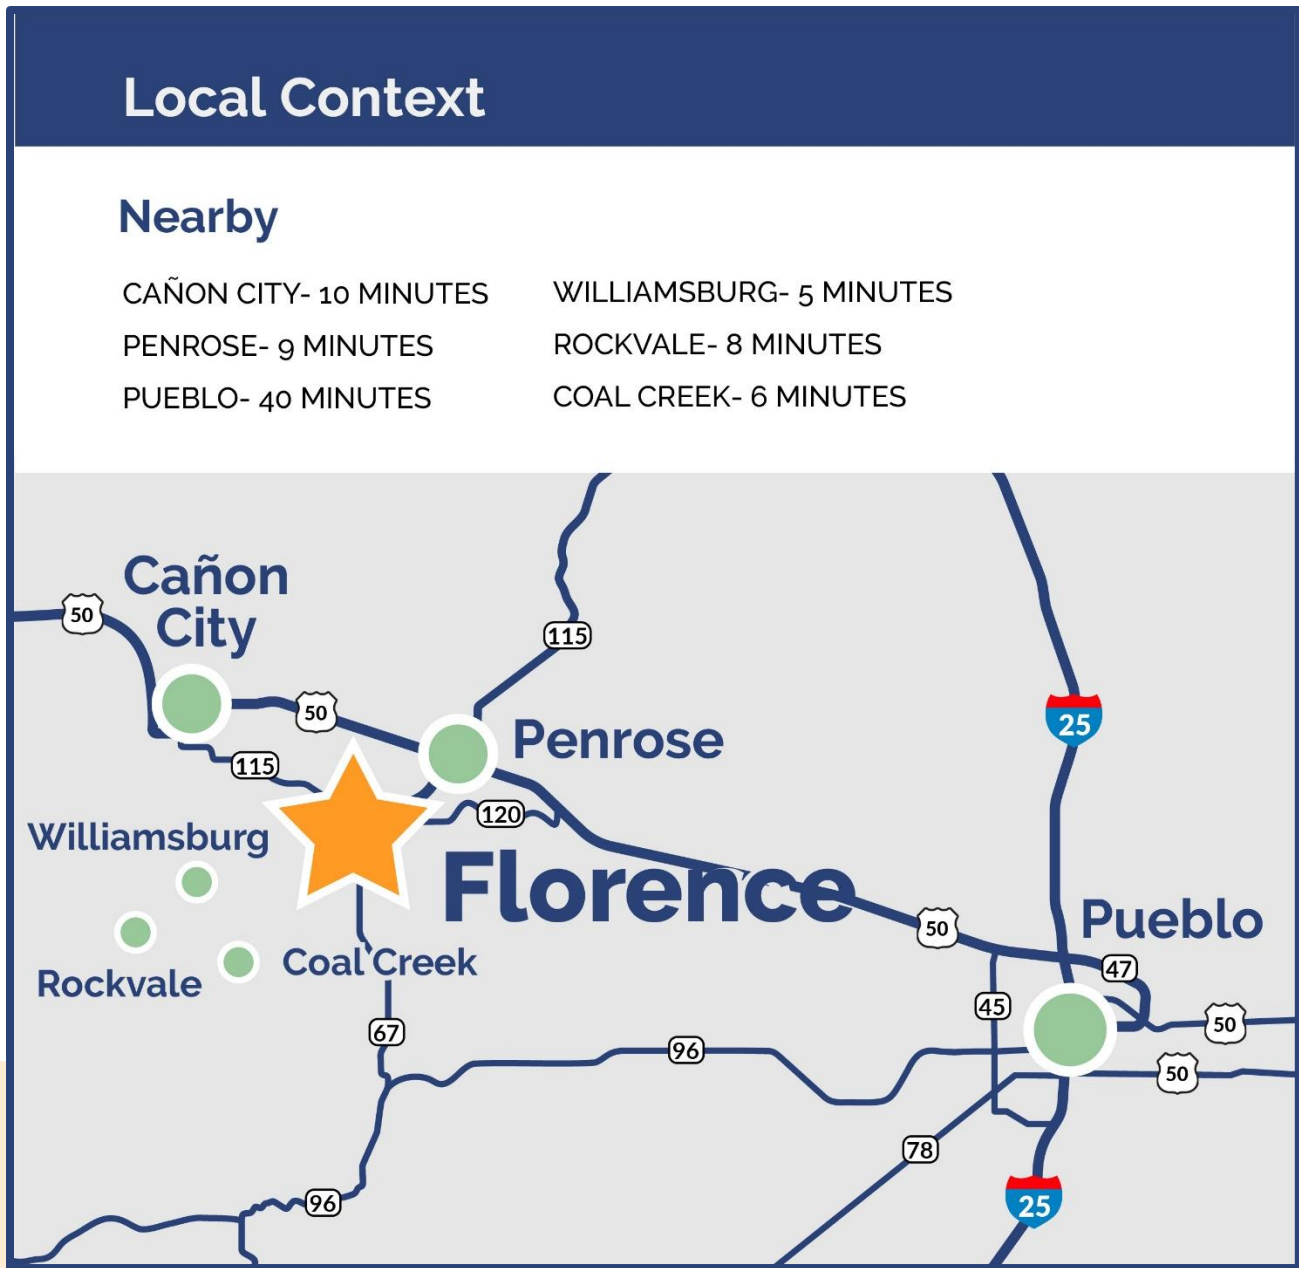 Local Context
Nearby
CAÑON CITY- 10 MINUTES
PENROSE- 9 MINUTES
PUEBLO- 40 MINUTES
WILLIAMSBURG- 5 MINUTES
ROCKVALE- 8 MINUTES
COAL CREEK- 6 MINUTES
Cañon
City
50
115
50
Penrose
25
115
120
Williamsburg
Florence
50
Pueblo
Rockvale
Coal Creek
47
45
50
67
96
50
78
96
25